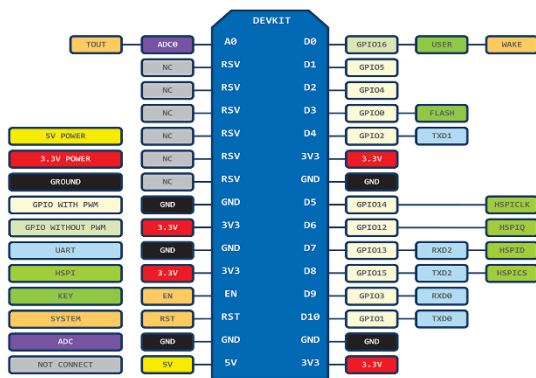 DEVKIT
TOUT ADC0 A0 D0 GPIO16 USER WAKE
NC RSV D1 GPIO5
NC RSV D2 GPIO4
NC RSV D3 GPIO0 FLASH
5V POWER NC RSV D4 GPIO2 TXD1
3.3V POWER NC RSV 3V3 3.3V
GROUND NC RSV GND GND
GPIO WITH PWM GND GND D5 GPIO14 HSPICLK
GPIO WITHOUT PWM 3.3V 3V3 D6 GPIO12 HSPIQ
UART GND GND D7 GPIO13 RXD2 HSPID
HSPI 3.3V 3V3 D8 GPIO15 TXD2 HSPICS
KEY EN EN D9 GPIO3 RXD0
SYSTEM RST RST D10 GPIO1 TXD0
ADC GND GND GND GND
NOT CONNECT 5V 5V 3V3 3.3V